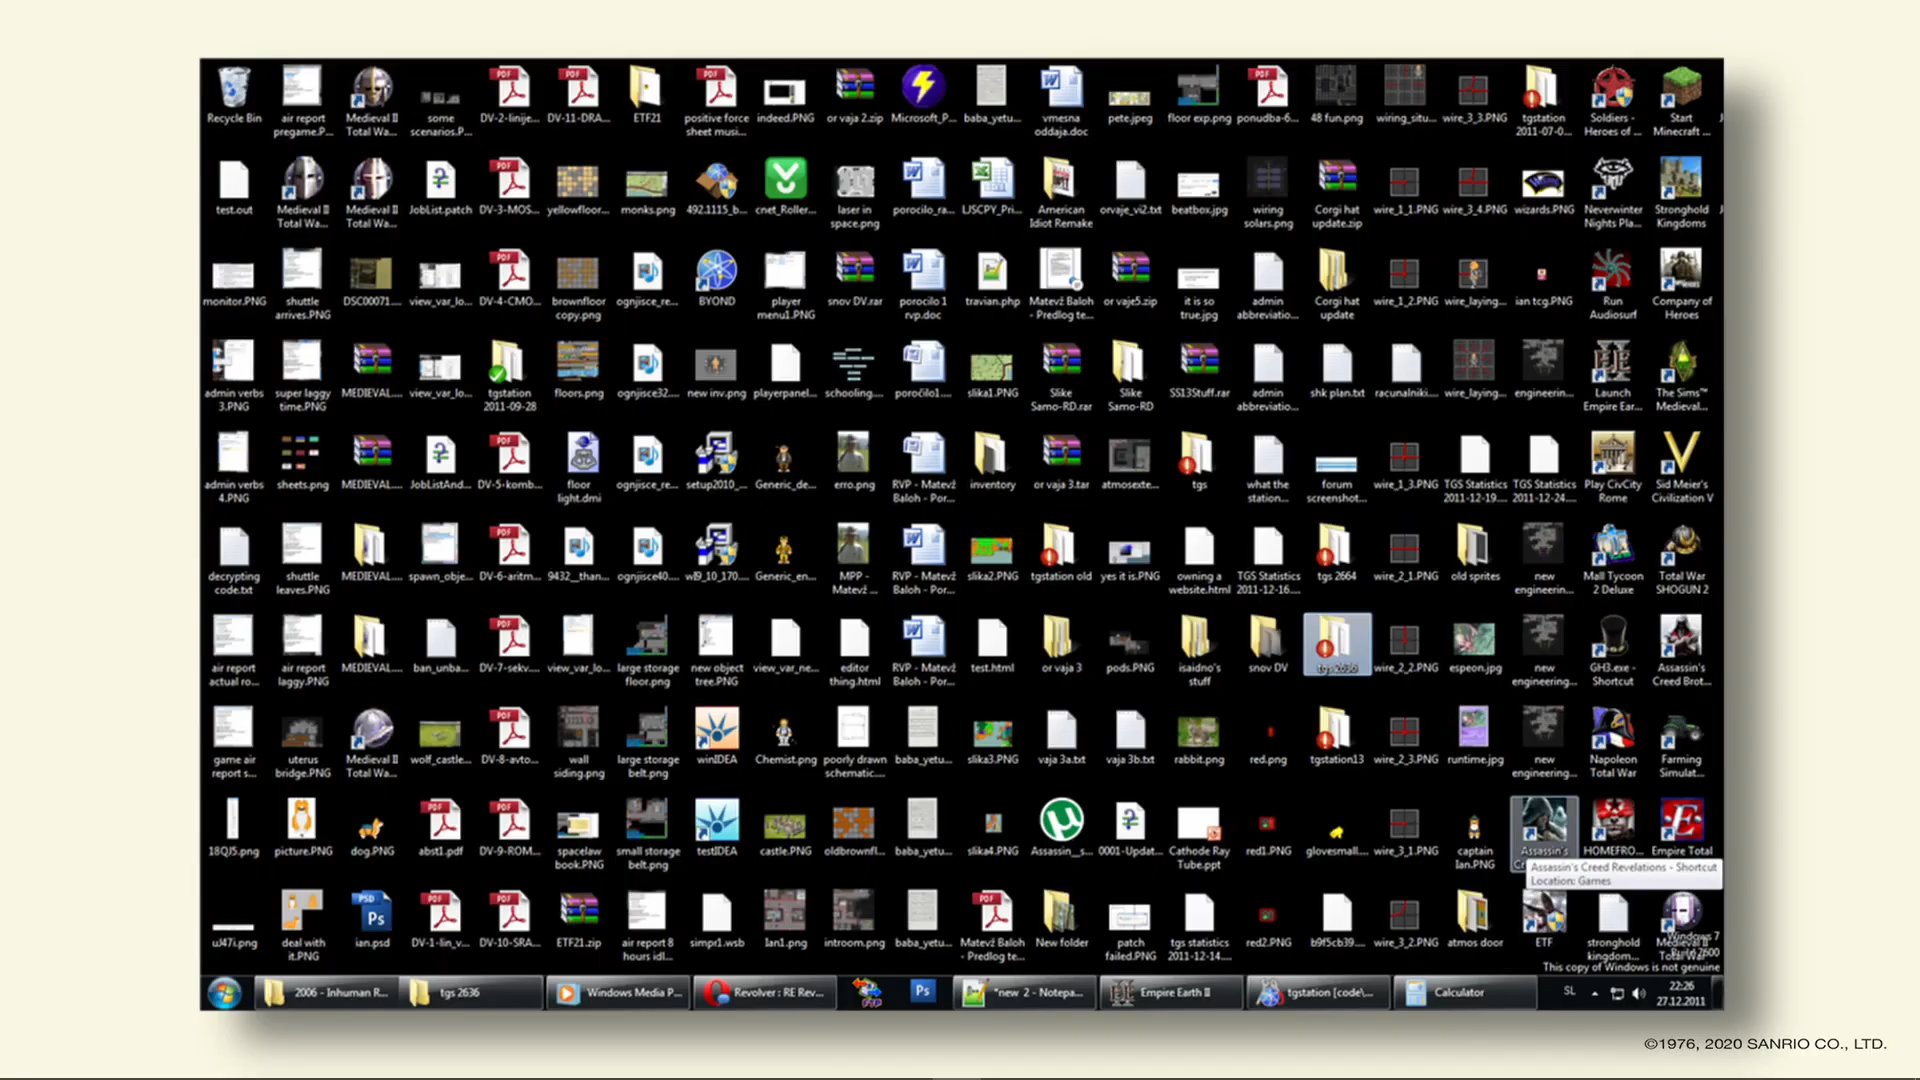 Recycle Bin
air report pregame.P...
Medieval II Total Wa...
some scenarios.P...
DV-2-linije...
DV-11-DRA...
ETF21
positive force sheet musi...
indeed.PNG
or vaja 2.zip
Microsoft_P...
baba_yetu...
vmesna oddaja.doc
pete.jpeg
floor exp.png
ponudba-6...
48 fun.png
wiring_situ...
wire_3_3.PNG
tgstation 2011-07-0...
Soldiers - Heroes of ...
Start Minecraft ...
test.out
Medieval II Total Wa...
Medieval II Total Wa...
JobList.patch
DV-3-MOS...
yellowfloor...
monks.png
492.1115_b...
cnet_Roller...
laser in space.png
porocilo_ra...
IJSCPY_Pri...
American Idiot Remake
orvaje_vi2.txt
beatbox.jpg
wiring solars.png
Corgi hat update.zip
wire_1_1.PNG
wire_3_4.PNG
wizards.PNG
Neverwinter Nights Pla...
Stronghold Kingdoms
monitor.PNG
shuttle arrives.PNG
DSC00071....
view_var_lo...
DV-4-CMO...
brownfloor copy.png
ognjisce_re...
BYOND
player menu1.PNG
snov DV.rar
porocilo 1 rvp.doc
travian.php
Matevž Baloh - Predlog te...
or vaje5.zip
it is so true.jpg
admin abbreviatio...
Corgi hat update
wire_1_2.PNG
wire_laying...
ian tcg.PNG
Run Audiosurf
Company of Heroes
admin verbs 3.PNG
super laggy time.PNG
MEDIEVAL....
view_var_lo...
tgstation 2011-09-28
floors.png
ognjisce32....
new inv.png
playerpanel...
schooling....
poročilo1....
slika1.PNG
Slike Samo-RD.rar
Slike Samo-RD
SS13Stuff.rar
admin abbreviatio...
shk plan.txt
racunalniki....
wire_laying...
engineerin...
Launch Empire Ear...
The Sims™ Medieval...
admin verbs 4.PNG
sheets.png
MEDIEVAL....
JobListAnd...
DV-5-komb...
floor light.dmi
ognjisce_re...
setup2010_...
Generic_de...
erro.png
RVP - Matevž Baloh - Por...
inventory
or vaja 3.tar
atmosexte...
tgs
what the station...
forum screenshot...
wire_1_3.PNG
TGS Statistics 2011-12-19....
TGS Statistics 2011-12-24....
Play CivCity Rome
Sid Meier's Civilization V
decrypting code.txt
shuttle leaves.PNG
MEDIEVAL....
spawn_obje...
DV-6-aritm...
9432__than...
ognjisce40....
wl9_10_170....
Generic_en...
MPP - Matevž ...
RVP - Matevž Baloh - Por...
slika2.PNG
tgstation old
yes it is.PNG
owning a website.html
TGS Statistics 2011-12-16....
tgs 2664
wire_2_1.PNG
old sprites
new engineerin...
Mall Tycoon 2 Deluxe
Total War SHOGUN 2
air report actual ro...
air report laggy.PNG
MEDIEVAL....
ban_unba...
DV-7-sekv...
view_var_lo...
large storage floor.png
new object tree.PNG
view_var_ne...
editor thing.html
RVP - Matevž Baloh - Por...
test.html
or vaja 3
pods.PNG
isaidno's stuff
snov DV
tgs 2636
wire_2_2.PNG
espeon.jpg
new engineering...
GH3.exe - Shortcut
Assassin's Creed Brot...
game air report s...
uterus bridge.PNG
Medieval II Total Wa...
wolf_castle...
DV-8-avto...
wall siding.png
large storage belt.png
winIDEA
Chemist.png
poorly drawn schematic....
baba_yetu...
slika3.PNG
vaja 3a.txt
vaja 3b.txt
rabbit.png
red.png
tgstation13
wire_2_3.PNG
runtime.jpg
new engineering...
Napoleon Total War
Farming Simulat...
18QJ5.png
picture.PNG
dog.PNG
abst1.pdf
DV-9-ROM...
spacelaw book.PNG
small storage belt.png
testIDEA
castle.PNG
oldbrownfl...
baba_yetu...
slika4.PNG
Assassin__s...
0001-Updat...
Cathode Ray Tube.ppt
red1.PNG
glovesmall....
wire_3_1.PNG
captain Ian.PNG
Assassin's
HOMEFRO...
Empire Total
Assassin's Creed Revelations - Shortcut
Location: Games
uJ47i.png
deal with it.PNG
ian.psd
DV-1-lin_v...
DV-10-SRA...
ETF21.zip
air report 8 hours idl...
simpr1.wsb
Ian1.png
introom.png
baba_yetu...
Matevž Baloh - Predlog te...
New folder
patch failed.PNG
tgs statistics 2011-12-14....
red2.PNG
b9f5cb39....
wire_3_2.PNG
atmos door
ETF
stronghold kingdom...
Medieval II
Windows 7
This copy of Windows is not genuine
2006 - Inhuman R...
tgs 2636
Windows Media P...
Revolver : RE Rev...
FTP
Ps
*new 2 - Notepa...
Empire Earth II
tgstation [code\...
Calculator
SL
22:26
27.12.2011
©1976, 2020 SANRIO CO., LTD.